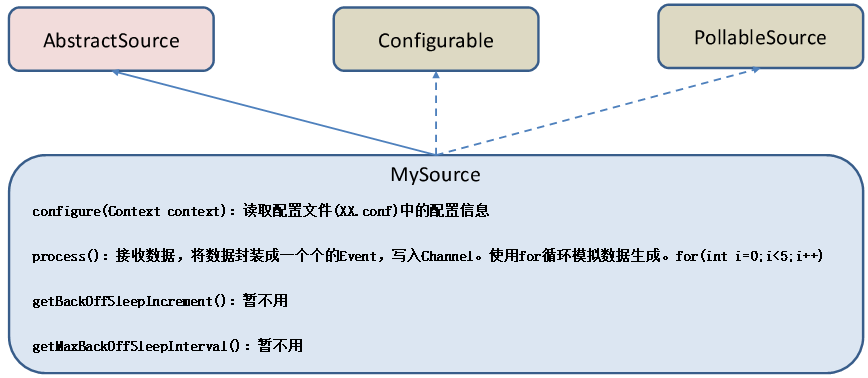 AbstractSource
Configurable
PollableSource
MySource
configure(Context context)：读取配置文件(XX.conf)中的配置信息
process()：接收数据，将数据封装成一个个的Event，写入Channel。使用for循环模拟数据生成。for(int i=0;i<5;i++)
getBackOffSleepIncrement()：暂不用
getMaxBackOffSleepInterval()：暂不用